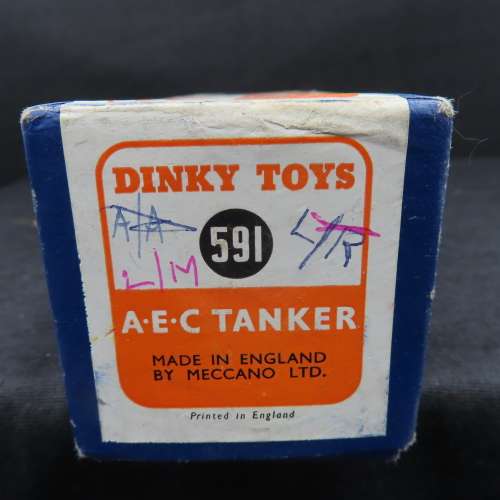 DINKY TOYS
A/A 591 L/R
L/M
A·E·C TANKER
MADE IN ENGLAND
BY MECCANO LTD.
Printed in England